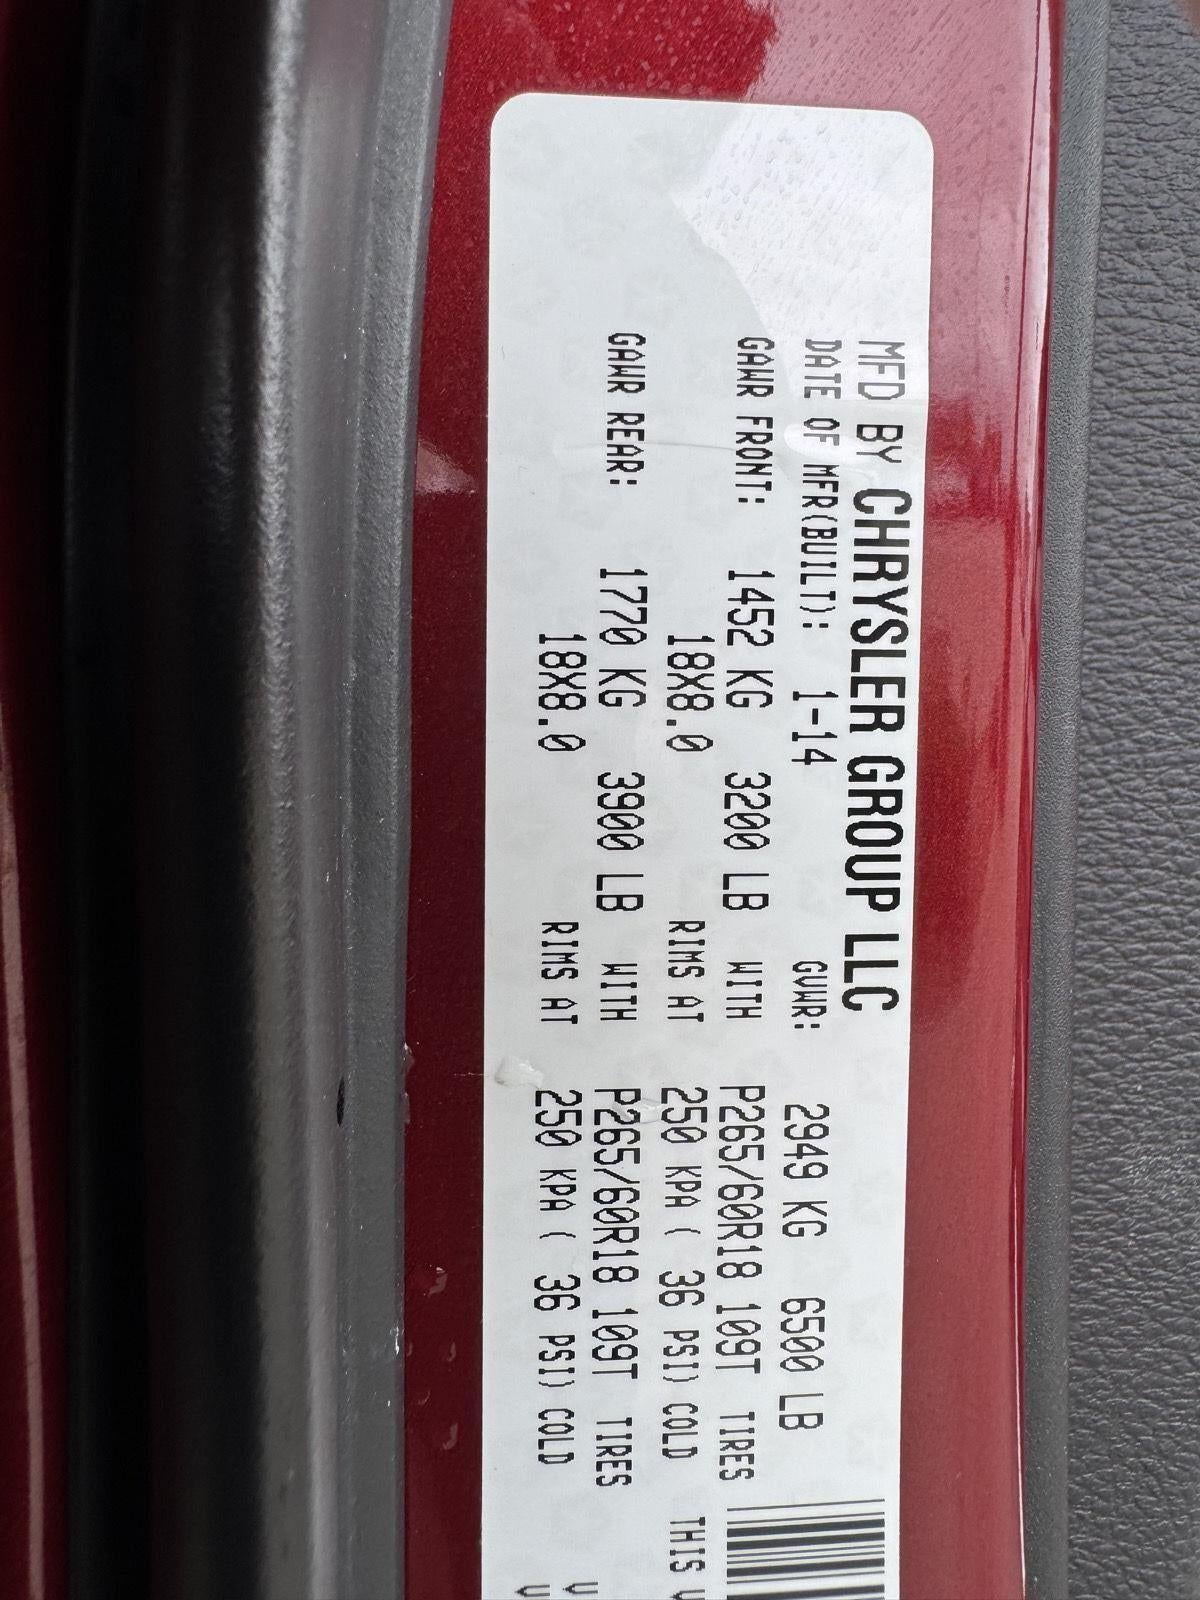 MFD BY CHRYSLER GROUP LLC
DATE OF MFR(BUILT): 1-14 GVWR: 2949 KG 6500 LB
GAWR FRONT: 1452 KG 3200 LB WITH P265/60R18 109T TIRES
18X8.0 RIMS AT 250 KPA ( 36 PSI) COLD THIS V
GAWR REAR: 1770 KG 3900 LB WITH P265/60R18 109T TIRES
18X8.0 RIMS AT 250 KPA ( 36 PSI) COLD